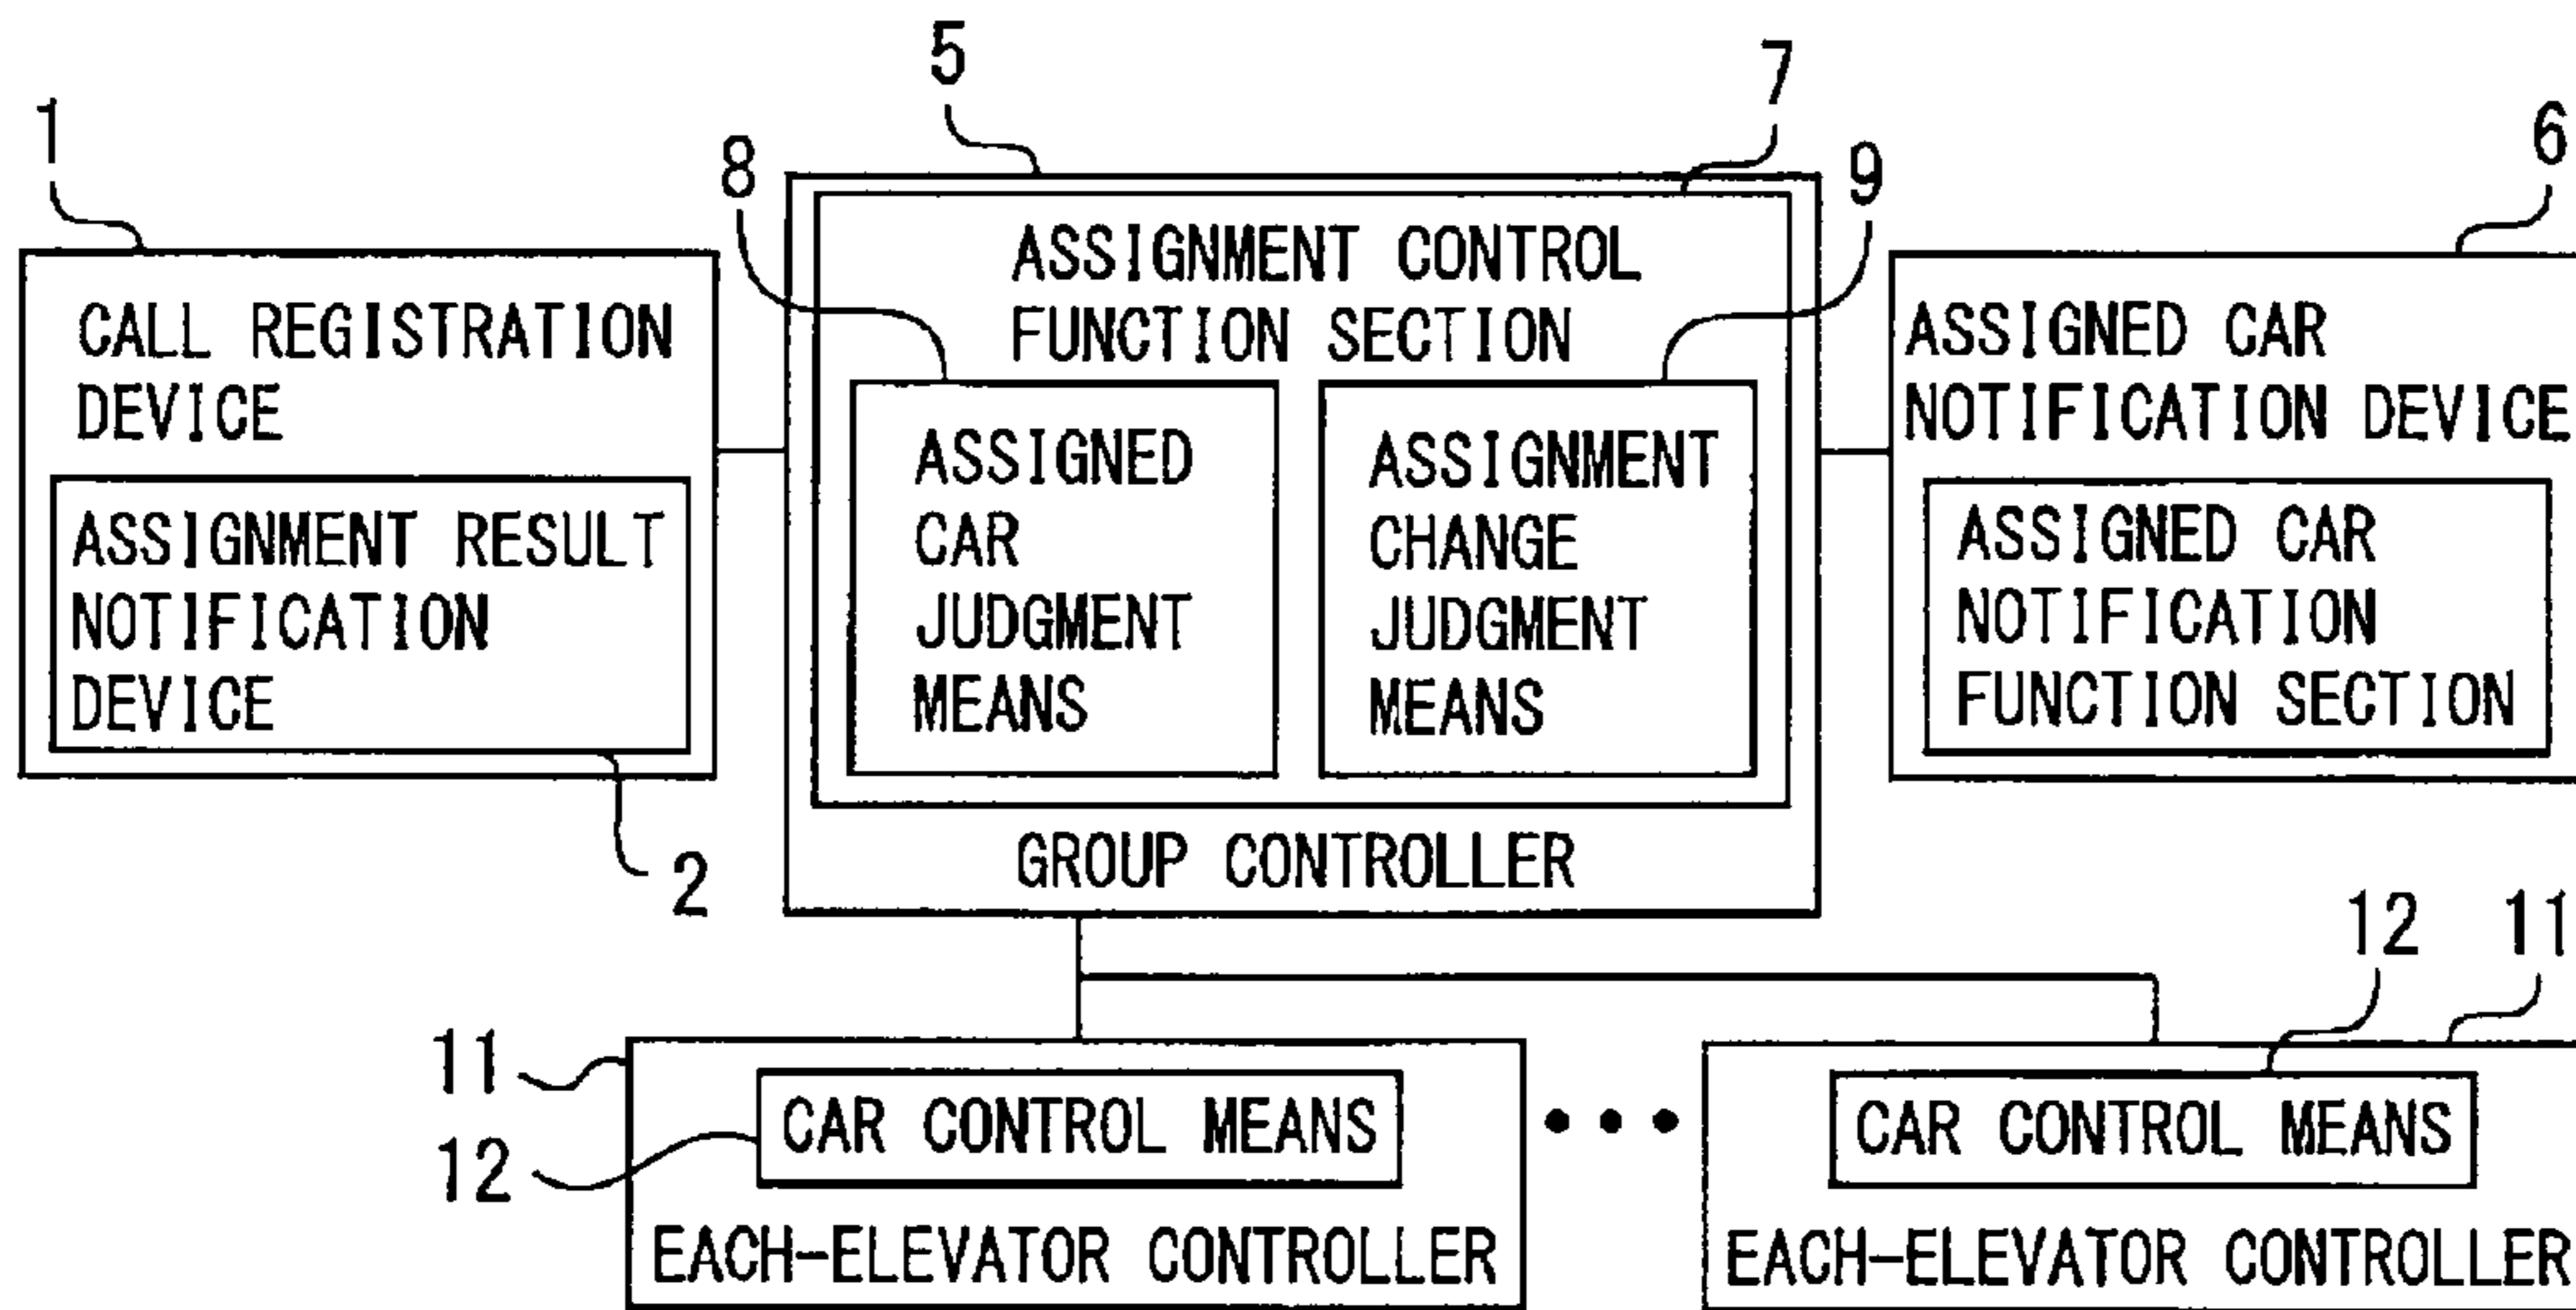 5
7
1
8
9
6
CALL REGISTRATION
DEVICE
ASSIGNMENT RESULT
NOTIFICATION
DEVICE
2
ASSIGNMENT CONTROL
FUNCTION SECTION
ASSIGNED
CAR
JUDGMENT
MEANS
ASSIGNMENT
CHANGE
JUDGMENT
MEANS
GROUP CONTROLLER
ASSIGNED CAR
NOTIFICATION DEVICE
ASSIGNED CAR
NOTIFICATION
FUNCTION SECTION
11
12
CAR CONTROL MEANS
EACH-ELEVATOR CONTROLLER
•••
12
11
CAR CONTROL MEANS
EACH-ELEVATOR CONTROLLER